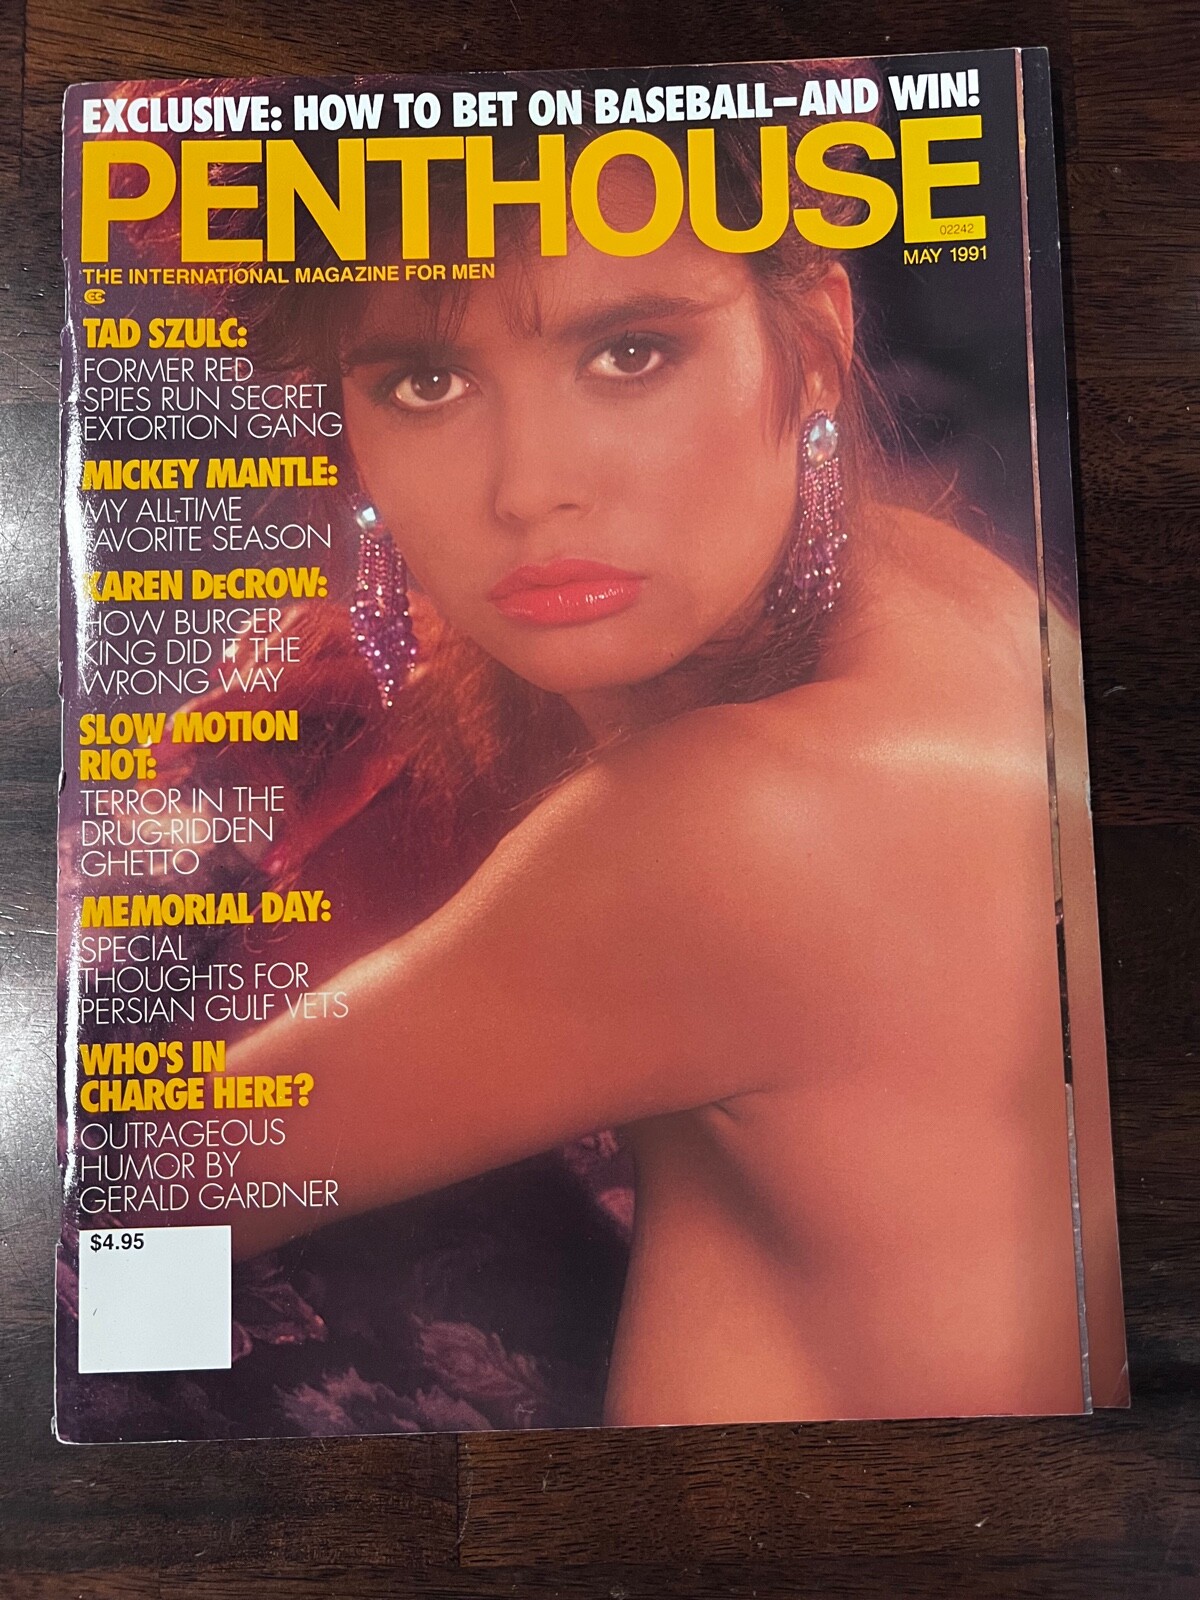 EXCLUSIVE: HOW TO BET ON BASEBALL—AND WIN!
PENTHOUSE
02242
THE INTERNATIONAL MAGAZINE FOR MEN
MAY 1991
TAD SZULC:
FORMER RED
SPIES RUN SECRET
EXTORTION GANG
MICKEY MANTLE:
MY ALL-TIME
FAVORITE SEASON
KAREN DeCROW:
HOW BURGER
KING DID IT THE
WRONG WAY
SLOW MOTION
RIOT:
TERROR IN THE
DRUG-RIDDEN
GHETTO
MEMORIAL DAY:
SPECIAL
THOUGHTS FOR
PERSIAN GULF VETS
WHO'S IN
CHARGE HERE?
OUTRAGEOUS
HUMOR BY
GERALD GARDNER
$4.95